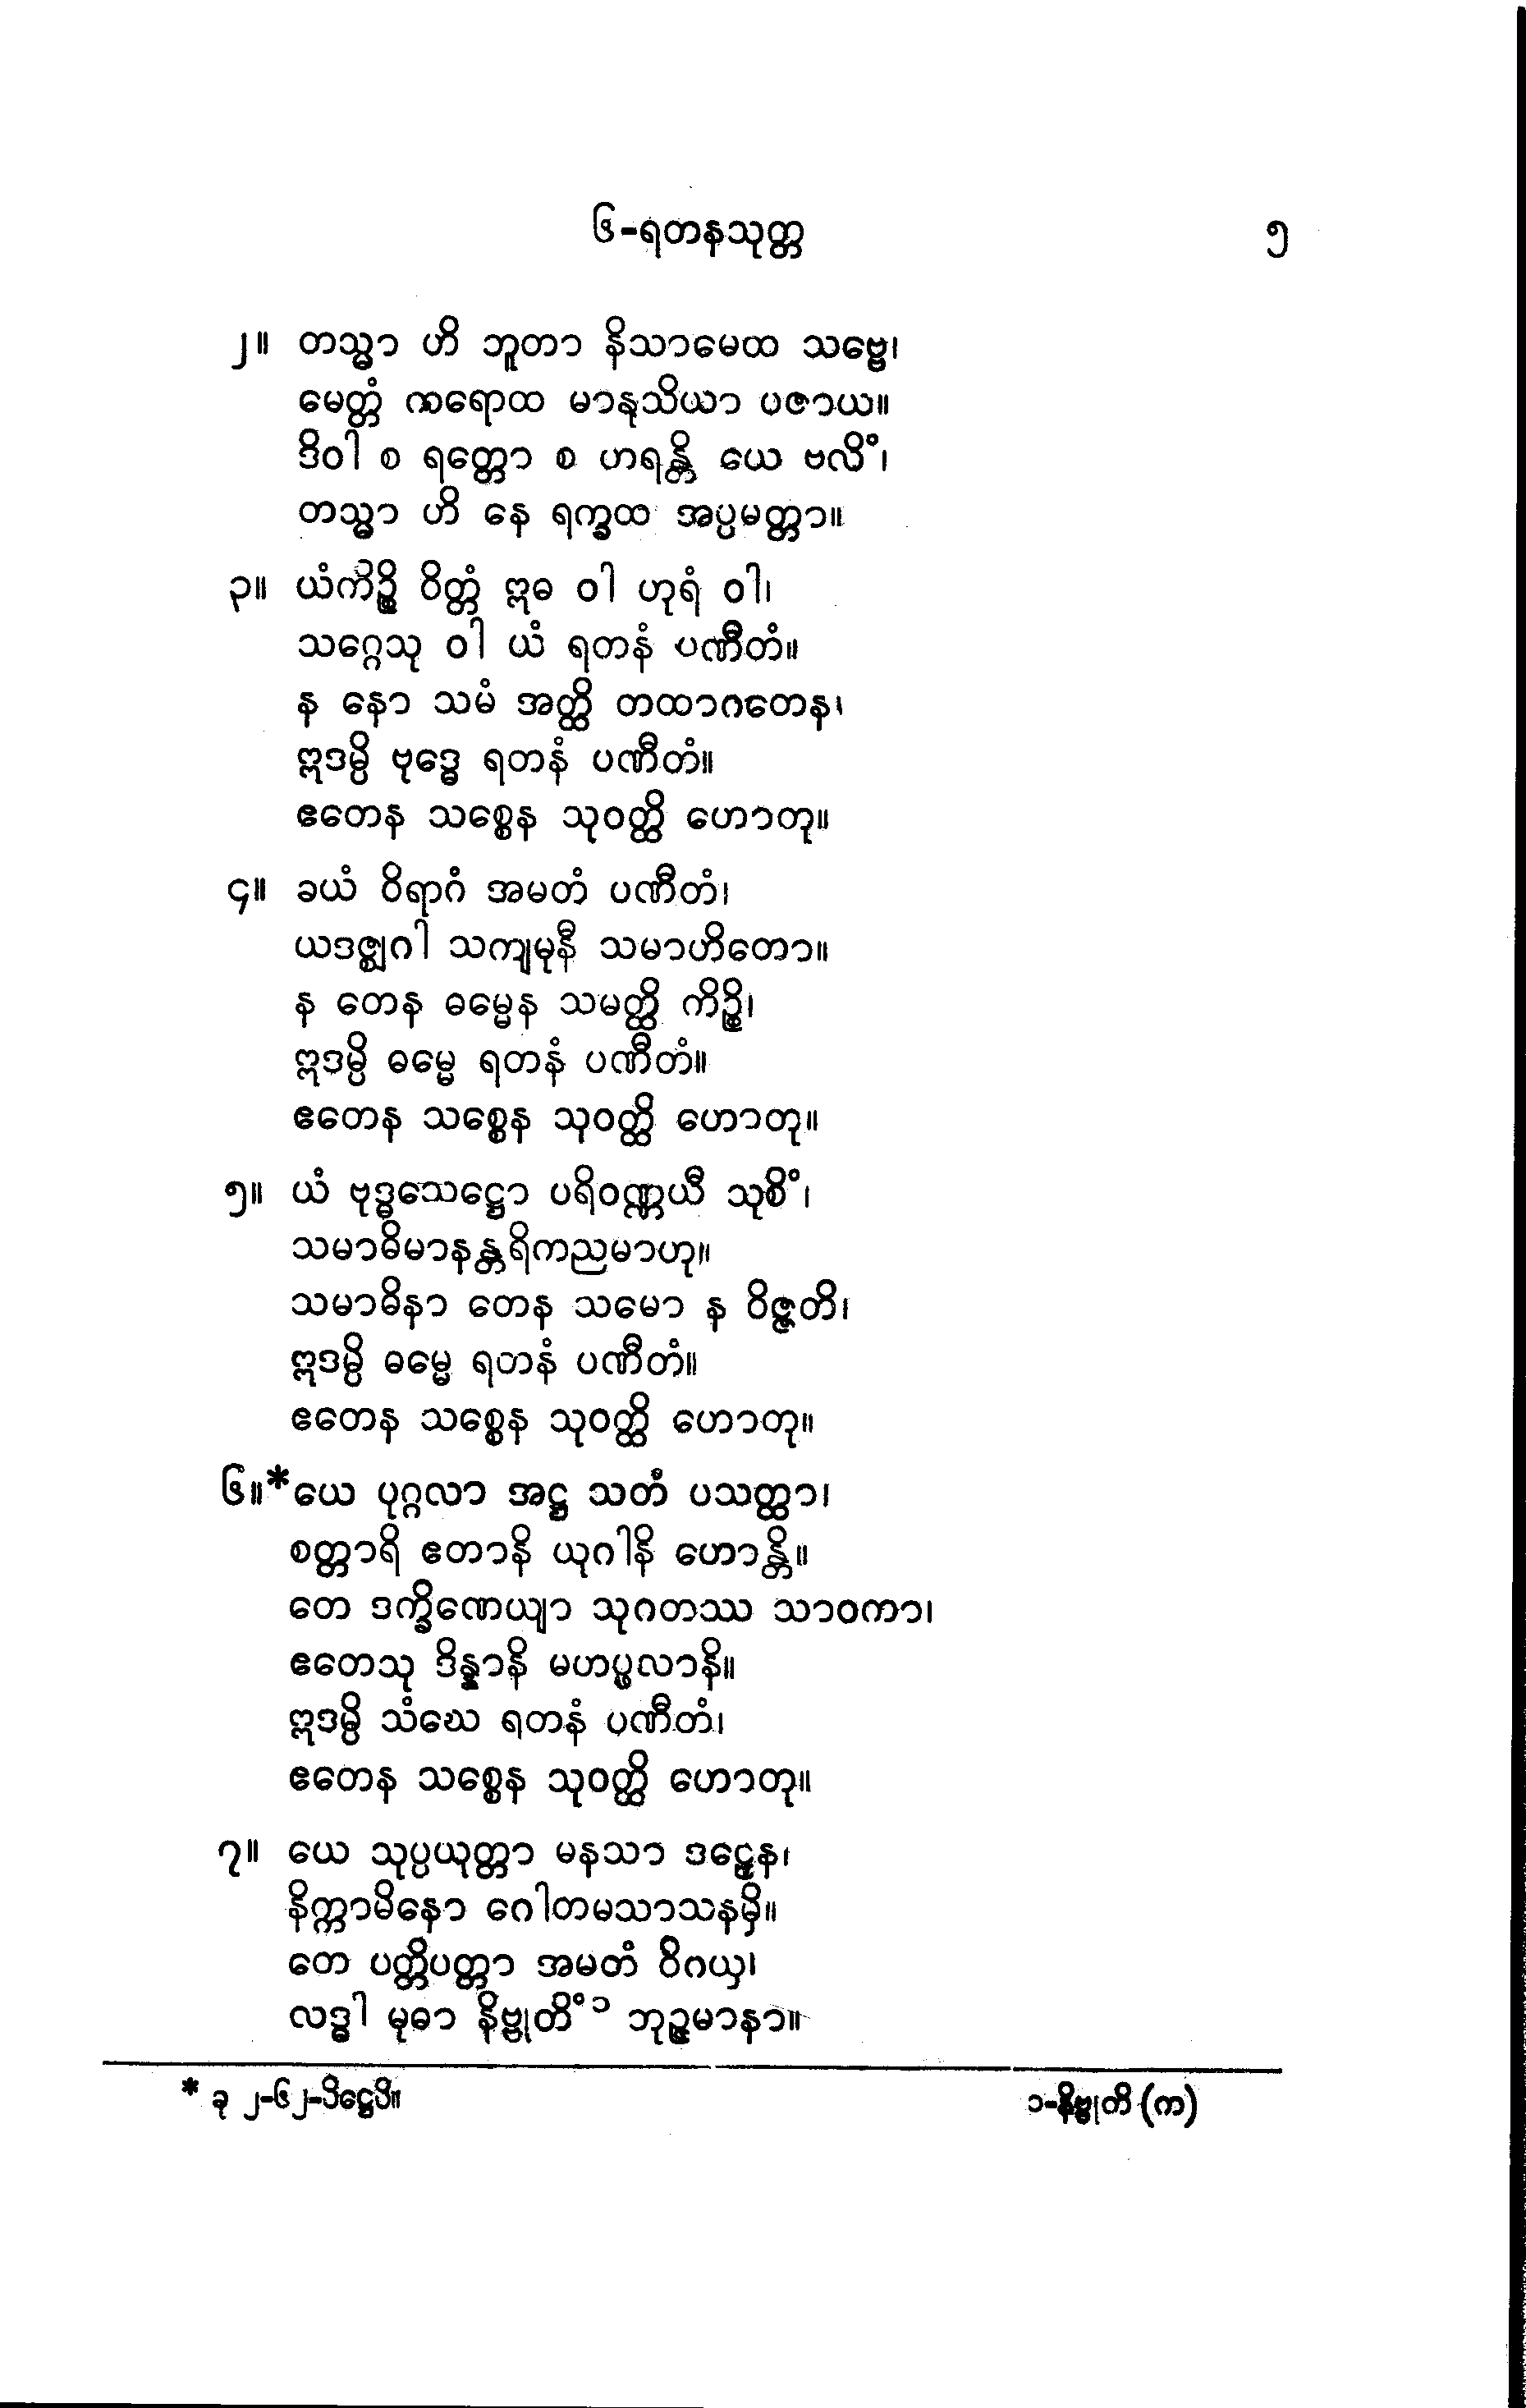 ၆-ရတနသုတ္တ ၅
၂။ တသ္မာ ဟိ ဘူတာ နိသာမေထ သဗ္ဗေ၊
မေတ္တံ ကရောထ မာနုသိယာ ပဇာယ။
ဒိဝါ စ ရတ္တော စ ဟရန္တိ ယေ ဗလိံ၊
တသ္မာ ဟိ နေ ရက္ခထ အပ္ပမတ္တာ။
၃။ ယံကိဉ္စိ ဝိတ္တံ ဣဓ ဝါ ဟုရံ ဝါ၊
သဂ္ဂေသု ဝါ ယံ ရတနံ ပဏီတံ။
န နော သမံ အတ္ထိ တထာဂတေန၊
ဣဒမ္ပိ ဗုဒ္ဓေ ရတနံ ပဏီတံ။
ဧတေန သစ္စေန သုဝတ္ထိ ဟောတု။
၄။ ခယံ ဝိရာဂံ အမတံ ပဏီတံ၊
ယဒဇ္ဈဂါ သကျမုနီ သမာဟိတော။
န တေန ဓမ္မေန သမတ္ထိ ကိဉ္စိ၊
ဣဒမ္ပိ ဓမ္မေ ရတနံ ပဏီတံ။
ဧတေန သစ္စေန သုဝတ္ထိ ဟောတု။
၅။ ယံ ဗုဒ္ဓသေဋ္ဌော ပရိဝဏ္ဏယီ သုစိံ၊
သမာဓိမာနန္တရိကညမာဟု။
သမာဓိနာ တေန သမော န ဝိဇ္ဇတိ၊
ဣဒမ္ပိ ဓမ္မေ ရတနံ ပဏီတံ။
ဧတေန သစ္စေန သုဝတ္ထိ ဟောတု။
၆။*ယေ ပုဂ္ဂလာ အဋ္ဌ သတံ ပသတ္ထာ၊
စတ္တာရိ ဧတာနိ ယုဂါနိ ဟောန္တိ။
တေ ဒက္ခိဏေယျာ သုဂတဿ သာဝကာ၊
ဧတေသု ဒိန္နာနိ မဟပ္ဖလာနိ။
ဣဒမ္ပိ သံဃေ ရတနံ ပဏီတံ၊
ဧတေန သစ္စေန သုဝတ္ထိ ဟောတု။
၇။ ယေ သုပ္ပယုတ္တာ မနသာ ဒဠှေန၊
နိက္ကာမိနော ဂေါတမသာသနမှိ။
တေ ပတ္တိပတ္တာ အမတံ ဝိဂယှ၊
လဒ္ဓါ မုဓာ နိဗ္ဗုတိံ ၁ ဘုဉ္ဇမာနာ။
* ခု ၂-၆၂-ပိဋ္ဌေပိ။ ၁-နိဗ္ဗုတိ (က)